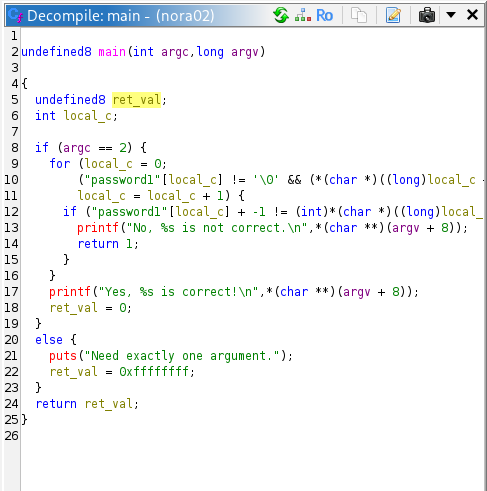 Decompile: main - (nora02)
Ro
1
2 undefined8 main(int argc,long argv)
3
4 {
5 undefined8 ret_val;
6 int local_c;
7
8 if (argc == 2) {
9 for (local_c = 0;
10 ("password1"[local_c] != '\0' && (*(char *)((long)local_c
11 local_c = local_c + 1) {
12 if ("password1"[local_c] + -1 != (int)*(char *)((long)local_
13 printf("No, %s is not correct.\n",*(char **)(argv + 8));
14 return 1;
15 }
16 }
17 printf("Yes, %s is correct!\n",*(char **)(argv + 8));
18 ret_val = 0;
19 }
20 else {
21 puts("Need exactly one argument.");
22 ret_val = 0xffffffff;
23 }
24 return ret_val;
25 }
26